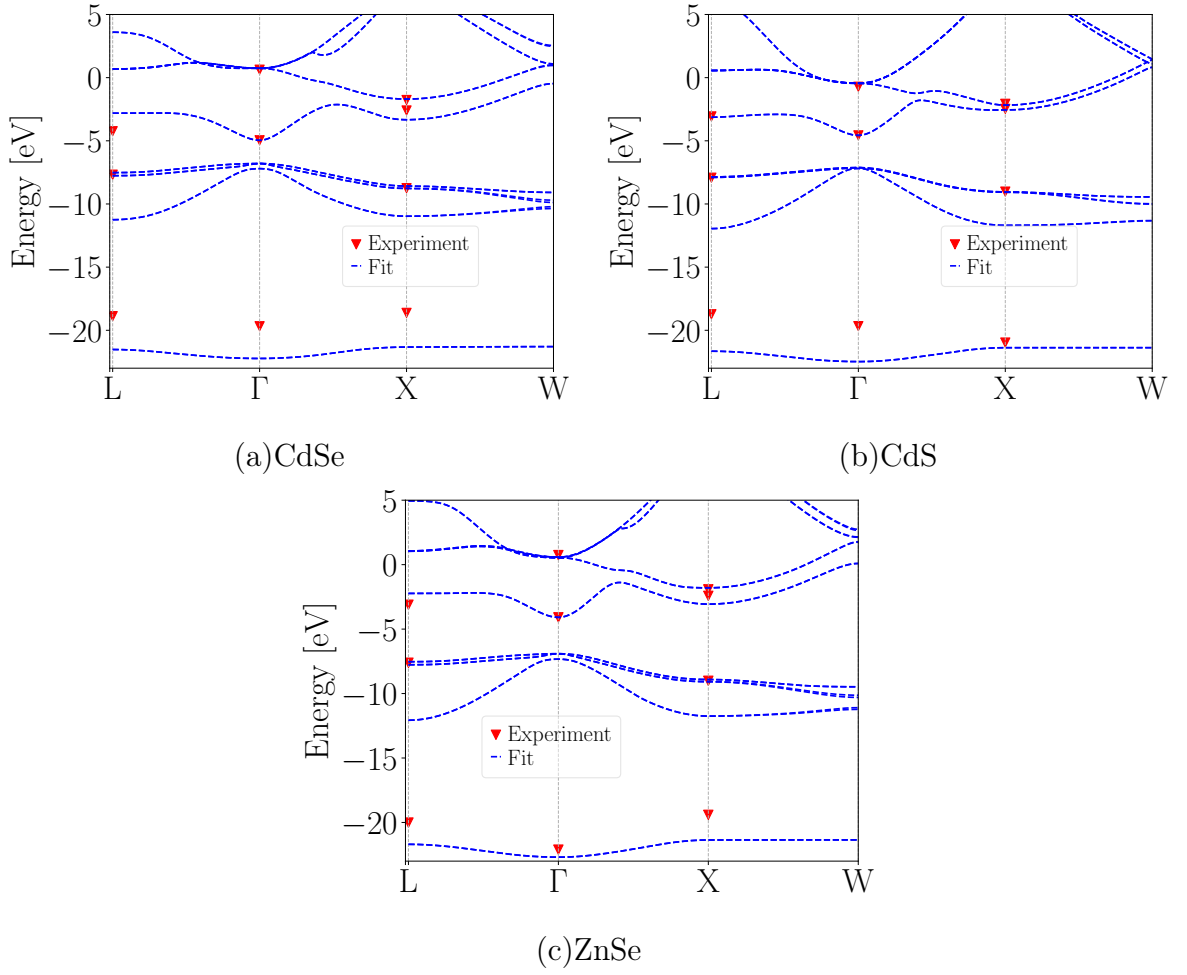 5
0
−5
−10
−15
−20
Energy [eV]
Experiment
Fit
L Γ X W
(a)CdSe
5
0
−5
−10
−15
−20
Energy [eV]
Experiment
Fit
L Γ X W
(b)CdS
5
0
−5
−10
−15
−20
Energy [eV]
Experiment
Fit
L Γ X W
(c)ZnSe